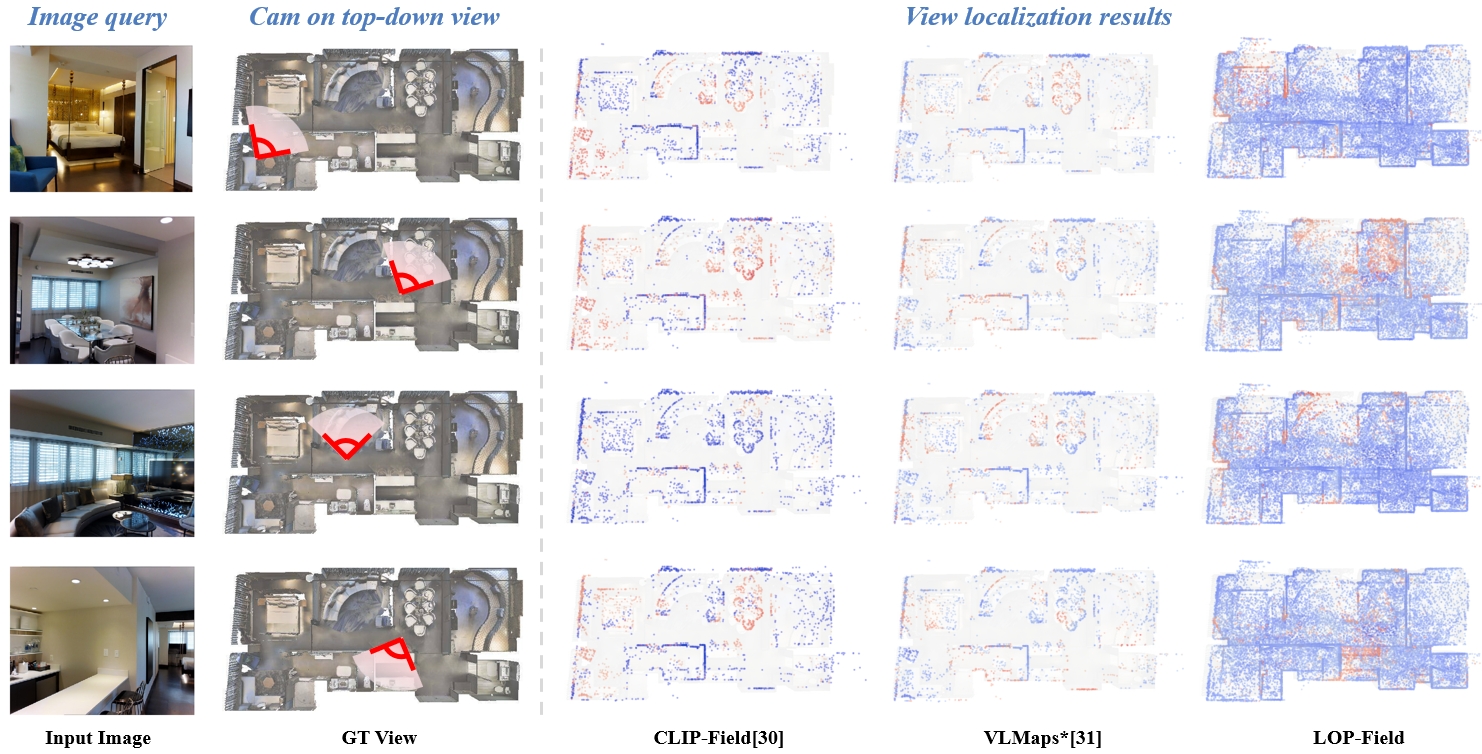 Image query
Cam on top-down view
View localization results
Input Image
GT View
CLIP-Field[30]
VLMaps*[31]
LOP-Field